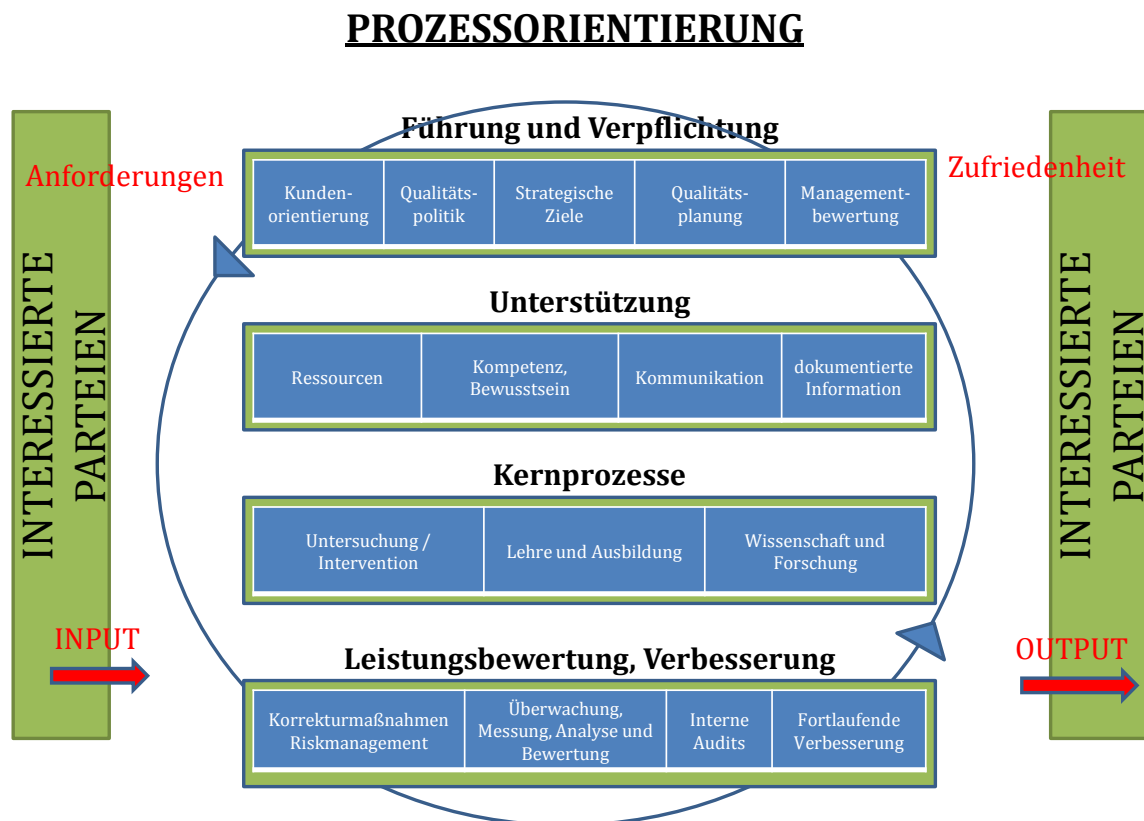 PROZESSORIENTIERUNG
INTERESSIERTE
PARTEIEN
Anforderungen
INPUT
Führung und Verpflichtung
Kunden-
orientierung
Qualitäts-
politik
Strategische
Ziele
Qualitäts-
planung
Management-
bewertung
Unterstützung
Ressourcen
Kompetenz,
Bewusstsein
Kommunikation
dokumentierte
Information
Kernprozesse
Untersuchung /
Intervention
Lehre und Ausbildung
Wissenschaft und
Forschung
Leistungsbewertung, Verbesserung
Korrekturmaßnahmen
Riskmanagement
Überwachung,
Messung, Analyse und
Bewertung
Interne
Audits
Fortlaufende
Verbesserung
Zufriedenheit
INTERESSIERTE
PARTEIEN
OUTPUT